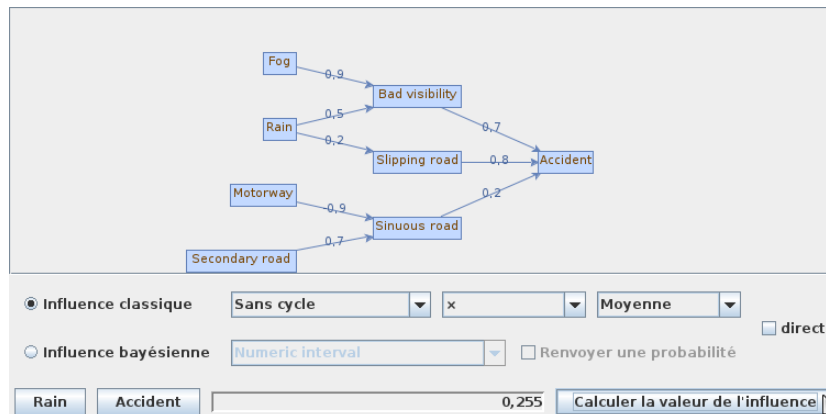 Fog
0,9
Bad visibility
0,5
Rain
0,7
0,2
Slipping road
0,8
Accident
Motorway
-0,9
0,2
Sinuous road
0,7
Secondary road
Influence classique Sans cycle × Moyenne
direct
Influence bayésienne Numeric interval Renvoyer une probabilité
Rain Accident 0,255 Calculer la valeur de l'influence